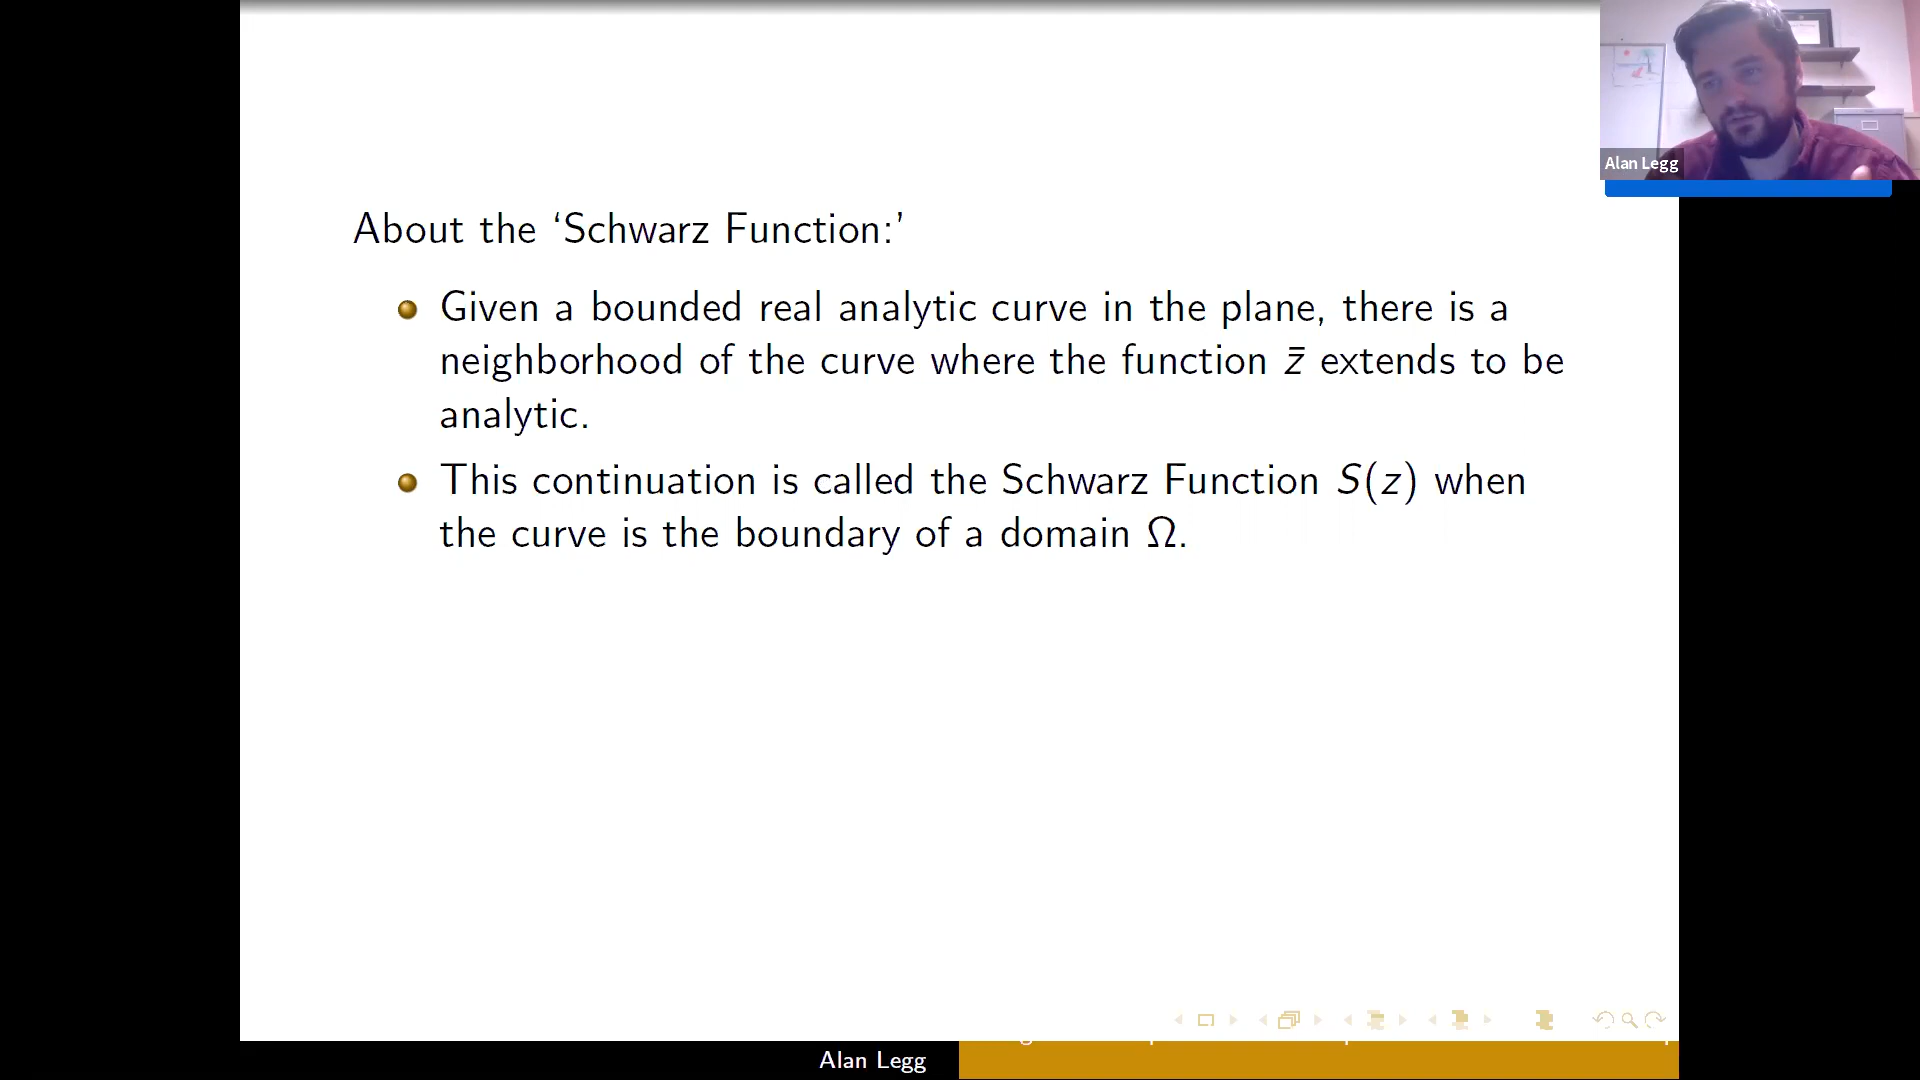 Alan Legg
About the ‘Schwarz Function:’
Given a bounded real analytic curve in the plane, there is a
neighborhood of the curve where the function z̄ extends to be
analytic.
This continuation is called the Schwarz Function S(z) when
the curve is the boundary of a domain Ω.
Alan Legg